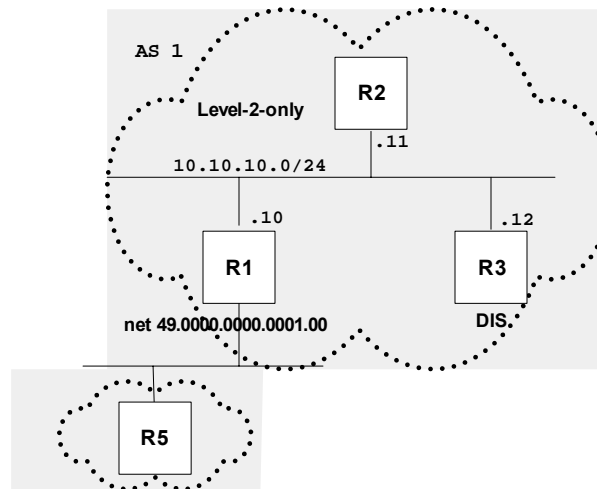 AS 1
R2
Level-2-only
.11
10.10.10.0/24
.10
.12
R1
R3
net 49.0000.0000.0001.00
DIS
R5